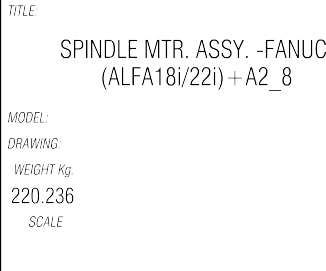 TITLE:
SPINDLE MTR. ASSY. -FANUC
(ALFA18i/22i)+A2_8
MODEL:
DRAWING:
WEIGHT Kg.
220.236
SCALE